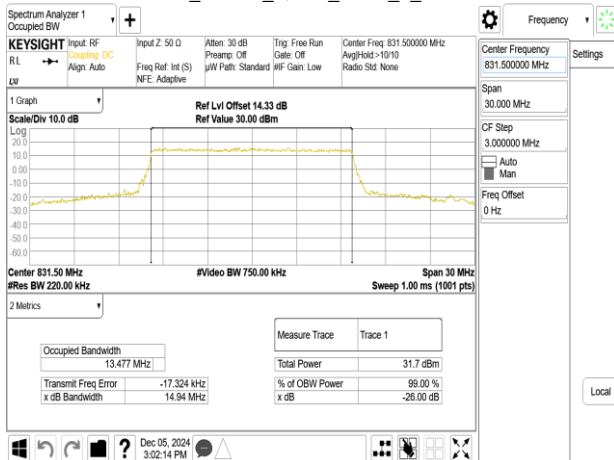 Spectrum Analyzer 1
Occupied BW
Frequency
KEYSIGHT
RL
Input: RF
Coupling: DC
Align: Auto
Input Z: 50 Ω
Freq Ref: Int (S)
NFE: Adaptive
Atten: 30 dB
Preamp: Off
µW Path: Standard
Trig: Free Run
Gate: Off
#IF Gain: Low
Center Freq: 831.500000 MHz
Avg|Hold:>10/10
Radio Std: None
Center Frequency
831.500000 MHz
Settings
Span
30.000 MHz
CF Step
3.000000 MHz
Auto
Man
Freq Offset
0 Hz
Local
1 Graph
Scale/Div 10.0 dB
Ref Lvl Offset 14.33 dB
Ref Value 30.00 dBm
Log
20.0
10.0
0.00
-10.0
-20.0
-30.0
-40.0
-50.0
-60.0
Center 831.50 MHz
#Video BW 750.00 kHz
Span 30 MHz
#Res BW 220.00 kHz
Sweep 1.00 ms (1001 pts)
2 Metrics
Measure Trace
Trace 1
Occupied Bandwidth
13.477 MHz
Total Power
31.7 dBm
Transmit Freq Error
-17.324 kHz
% of OBW Power
99.00 %
x dB Bandwidth
14.94 MHz
x dB
-26.00 dB
Dec 05, 2024
3:02:14 PM